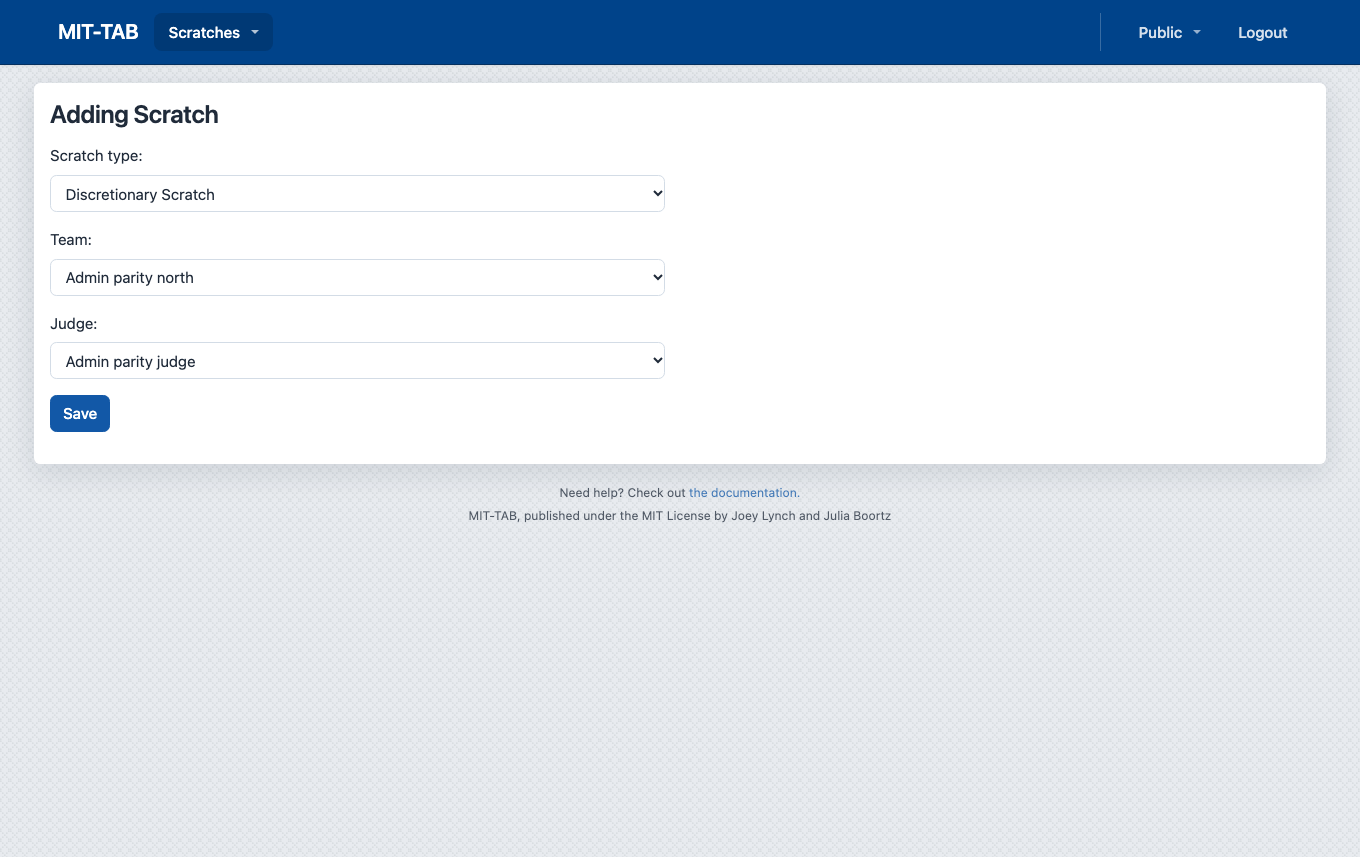 MIT-TAB Scratches Public Logout
Adding Scratch
Scratch type:
Discretionary Scratch
Team:
Admin parity north
Judge:
Admin parity judge
Save
Need help? Check out the documentation.
MIT-TAB, published under the MIT License by Joey Lynch and Julia Boortz